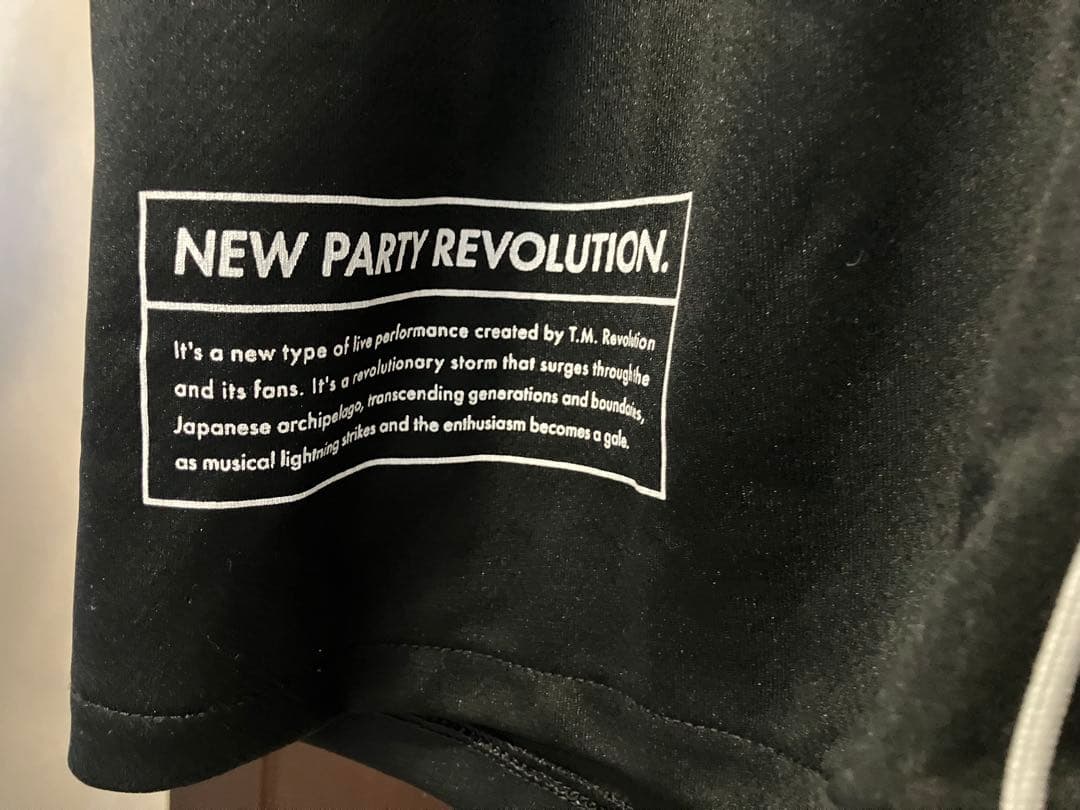 NEW PARTY REVOLUTION.
It's a new type of live performance created by T.M. Revolution
and its fans. It's a revolutionary storm that surges through the
Japanese archipelago, transcending generations and boundaries,
as musical lightning strikes and the enthusiasm becomes a gale.